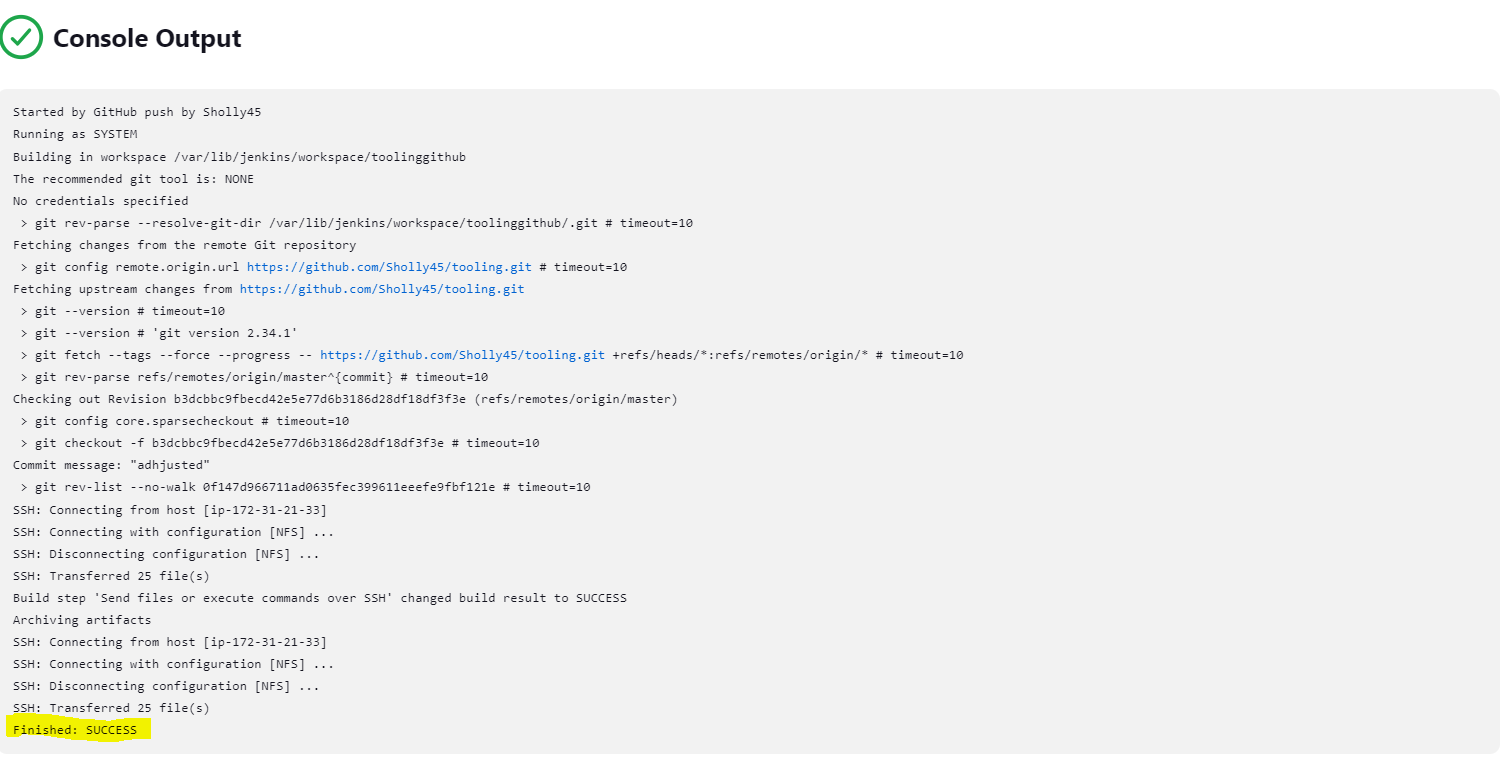 Console Output
Started by GitHub push by Sholly45
Running as SYSTEM
Building in workspace /var/lib/jenkins/workspace/toolinggithub
The recommended git tool is: NONE
No credentials specified
 > git rev-parse --resolve-git-dir /var/lib/jenkins/workspace/toolinggithub/.git # timeout=10
Fetching changes from the remote Git repository
 > git config remote.origin.url https://github.com/Sholly45/tooling.git # timeout=10
Fetching upstream changes from https://github.com/Sholly45/tooling.git
 > git --version # timeout=10
 > git --version # 'git version 2.34.1'
 > git fetch --tags --force --progress -- https://github.com/Sholly45/tooling.git +refs/heads/*:refs/remotes/origin/* # timeout=10
 > git rev-parse refs/remotes/origin/master^{commit} # timeout=10
Checking out Revision b3dcbbc9fbecd42e5e77d6b3186d28df18df3f3e (refs/remotes/origin/master)
 > git config core.sparsecheckout # timeout=10
 > git checkout -f b3dcbbc9fbecd42e5e77d6b3186d28df18df3f3e # timeout=10
Commit message: "adhjusted"
 > git rev-list --no-walk 0f147d966711ad0635fec399611eeefe9fbf121e # timeout=10
SSH: Connecting from host [ip-172-31-21-33]
SSH: Connecting with configuration [NFS] ...
SSH: Disconnecting configuration [NFS] ...
SSH: Transferred 25 file(s)
Build step 'Send files or execute commands over SSH' changed build result to SUCCESS
Archiving artifacts
SSH: Connecting from host [ip-172-31-21-33]
SSH: Connecting with configuration [NFS] ...
SSH: Disconnecting configuration [NFS] ...
SSH: Transferred 25 file(s)
Finished: SUCCESS